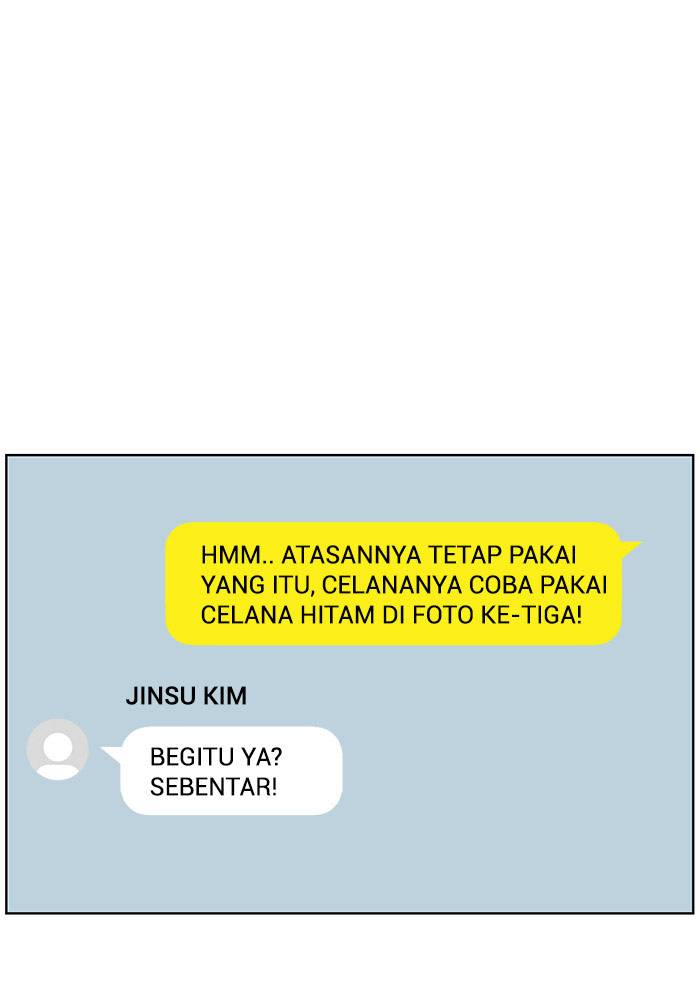 HMM.. ATASANNYA TETAP PAKAI
YANG ITU, CELANANYA COBA PAKAI
CELANA HITAM DI FOTO KE-TIGA!
JINSU KIM
BEGITU YA?
SEBENTAR!